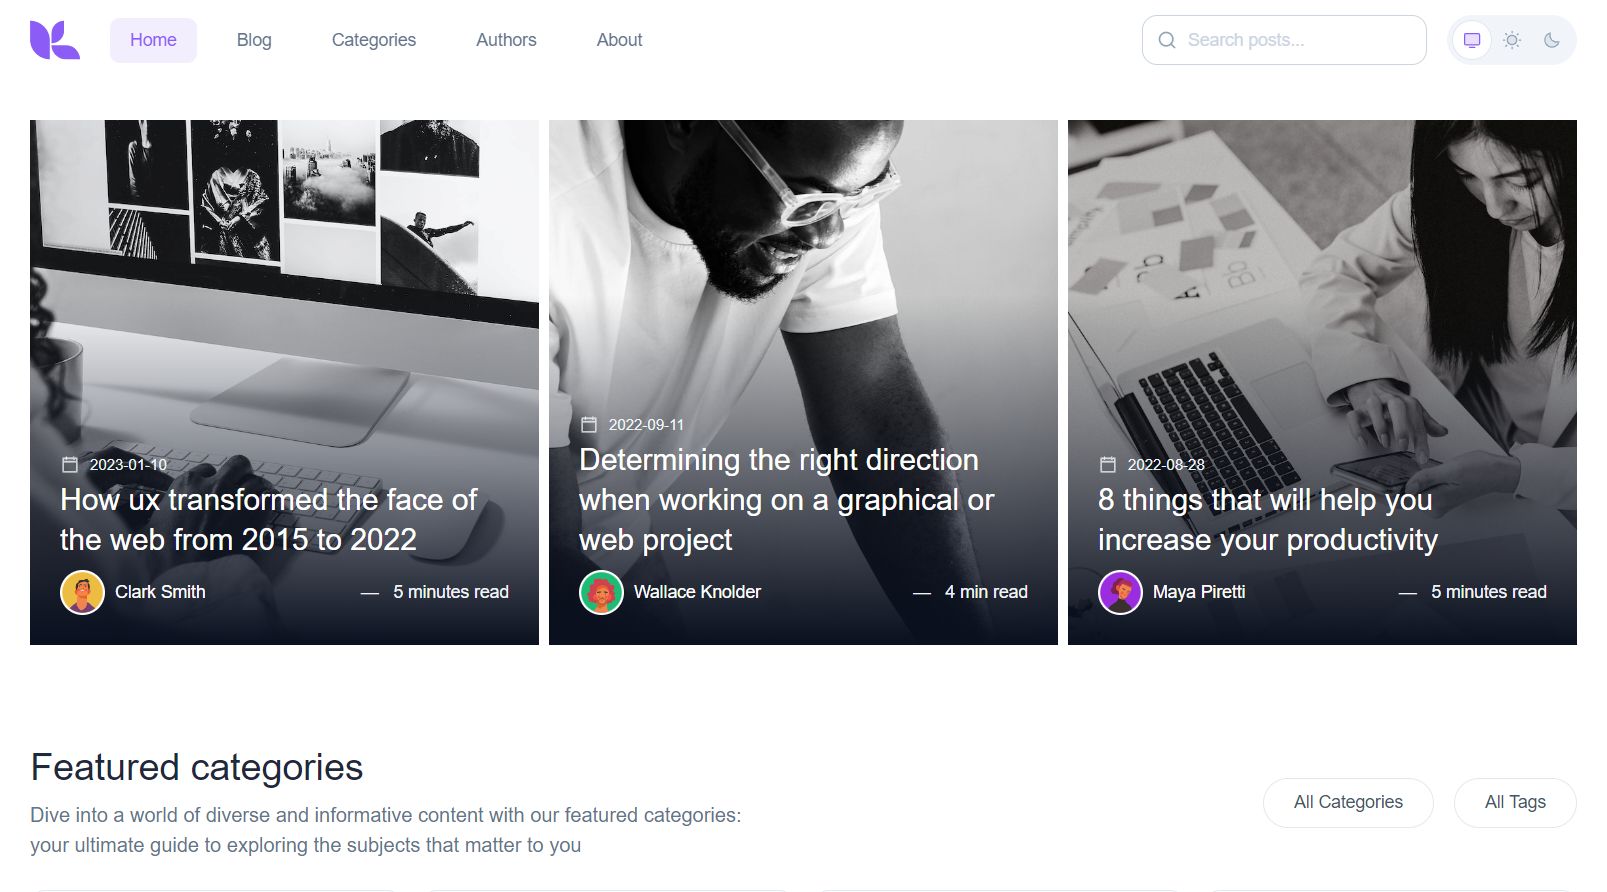 Home
Blog
Categories
Authors
About
Search posts...
2023-01-10
How ux transformed the face of
the web from 2015 to 2022
Clark Smith
— 5 minutes read
2022-09-11
Determining the right direction
when working on a graphical or
web project
Wallace Knolder
— 4 min read
2022-08-28
8 things that will help you
increase your productivity
Maya Piretti
— 5 minutes read
Featured categories
Dive into a world of diverse and informative content with our featured categories:
your ultimate guide to exploring the subjects that matter to you
All Categories
All Tags